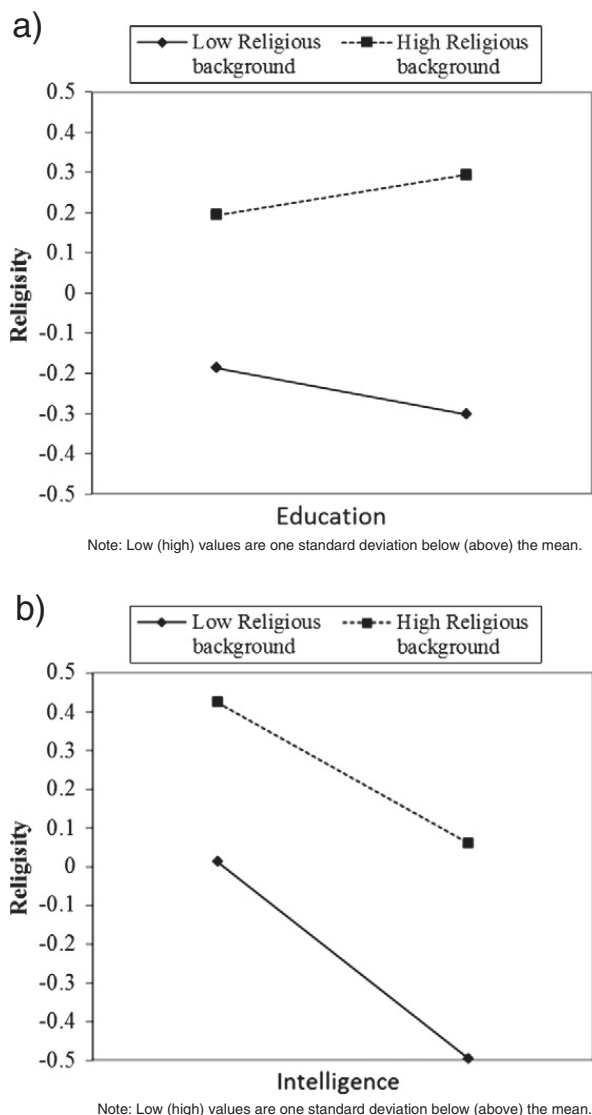 a)
Low Religious background
High Religious background
0.5
0.4
0.3
0.2
0.1
0
-0.1
-0.2
-0.3
-0.4
-0.5
Religisity
Education
Note: Low (high) values are one standard deviation below (above) the mean.
b)
Low Religious background
High Religious background
0.5
0.4
0.3
0.2
0.1
0
-0.1
-0.2
-0.3
-0.4
-0.5
Religisity
Intelligence
Note: Low (high) values are one standard deviation below (above) the mean.